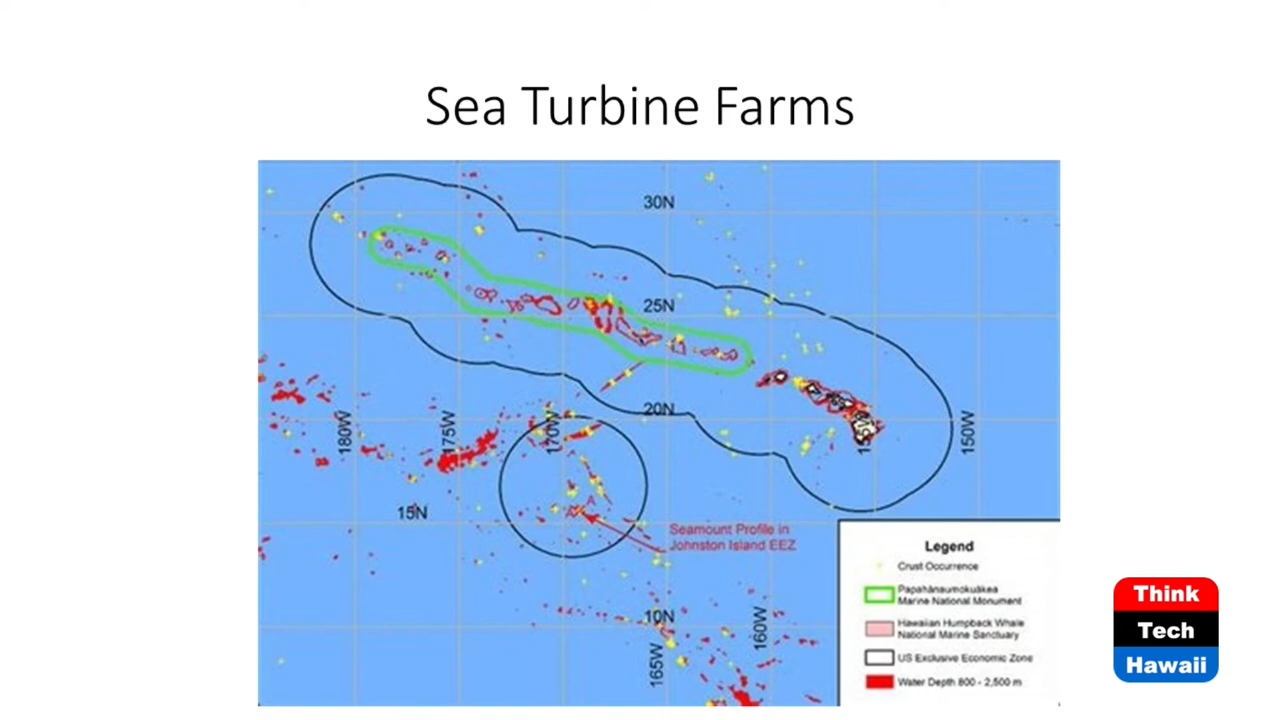 Sea Turbine Farms
30N
25N
20N
180W
175W
170W
150W
15N
Seamount Profile in
Johnston Island EEZ
A
10N
160W
165W
Legend
Crust Occurrence
Papahānaumokuākea
Marine National Monument
Hawaiian Humpback Whale
National Marine Sanctuary
US Exclusive Economic Zone
Water Depth 800 - 2,500 m
Think
Tech
Hawaii